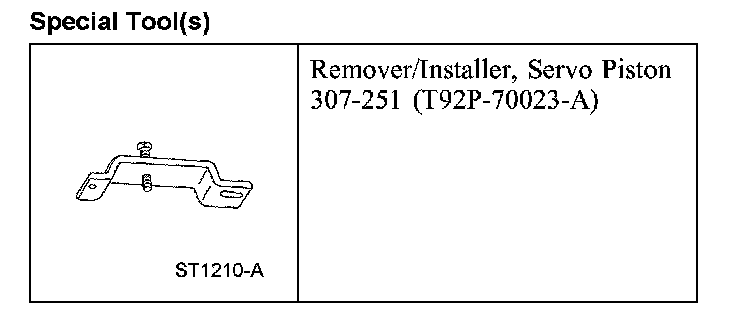 Special Tool(s)
Remover/Installer, Servo Piston
307-251 (T92P-70023-A)
ST1210-A